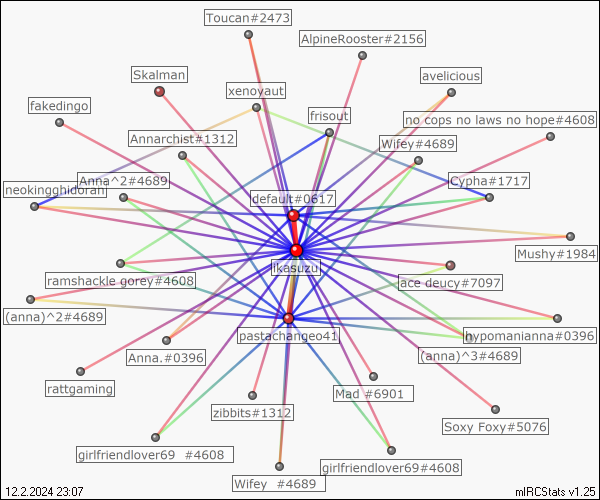 Toucan#2473
AlpineRooster#2156
Skalman
avelicious
xenoyaut
fakedingo
frisout
no cops no laws no hope#4608
Annarchist#1312
Wifey#4689
Anna^2#4689
Cypha#1717
neokingghidorah
default#0617
Mushy#1984
ikasuzuj
ramshackle gorey#4608
ace deucy#7097
(anna)^2#4689
pastachangeo41
hypomanianna#0396
Anna.#0396
(anna)^3#4689
rattgaming
Mad #6901
zibbits#1312
Soxy Foxy#5076
girlfriendlover69 #4608
girlfriendlover69#4608
Wifey #4689
12.2.2024 23:07
mIRCStats v1.25